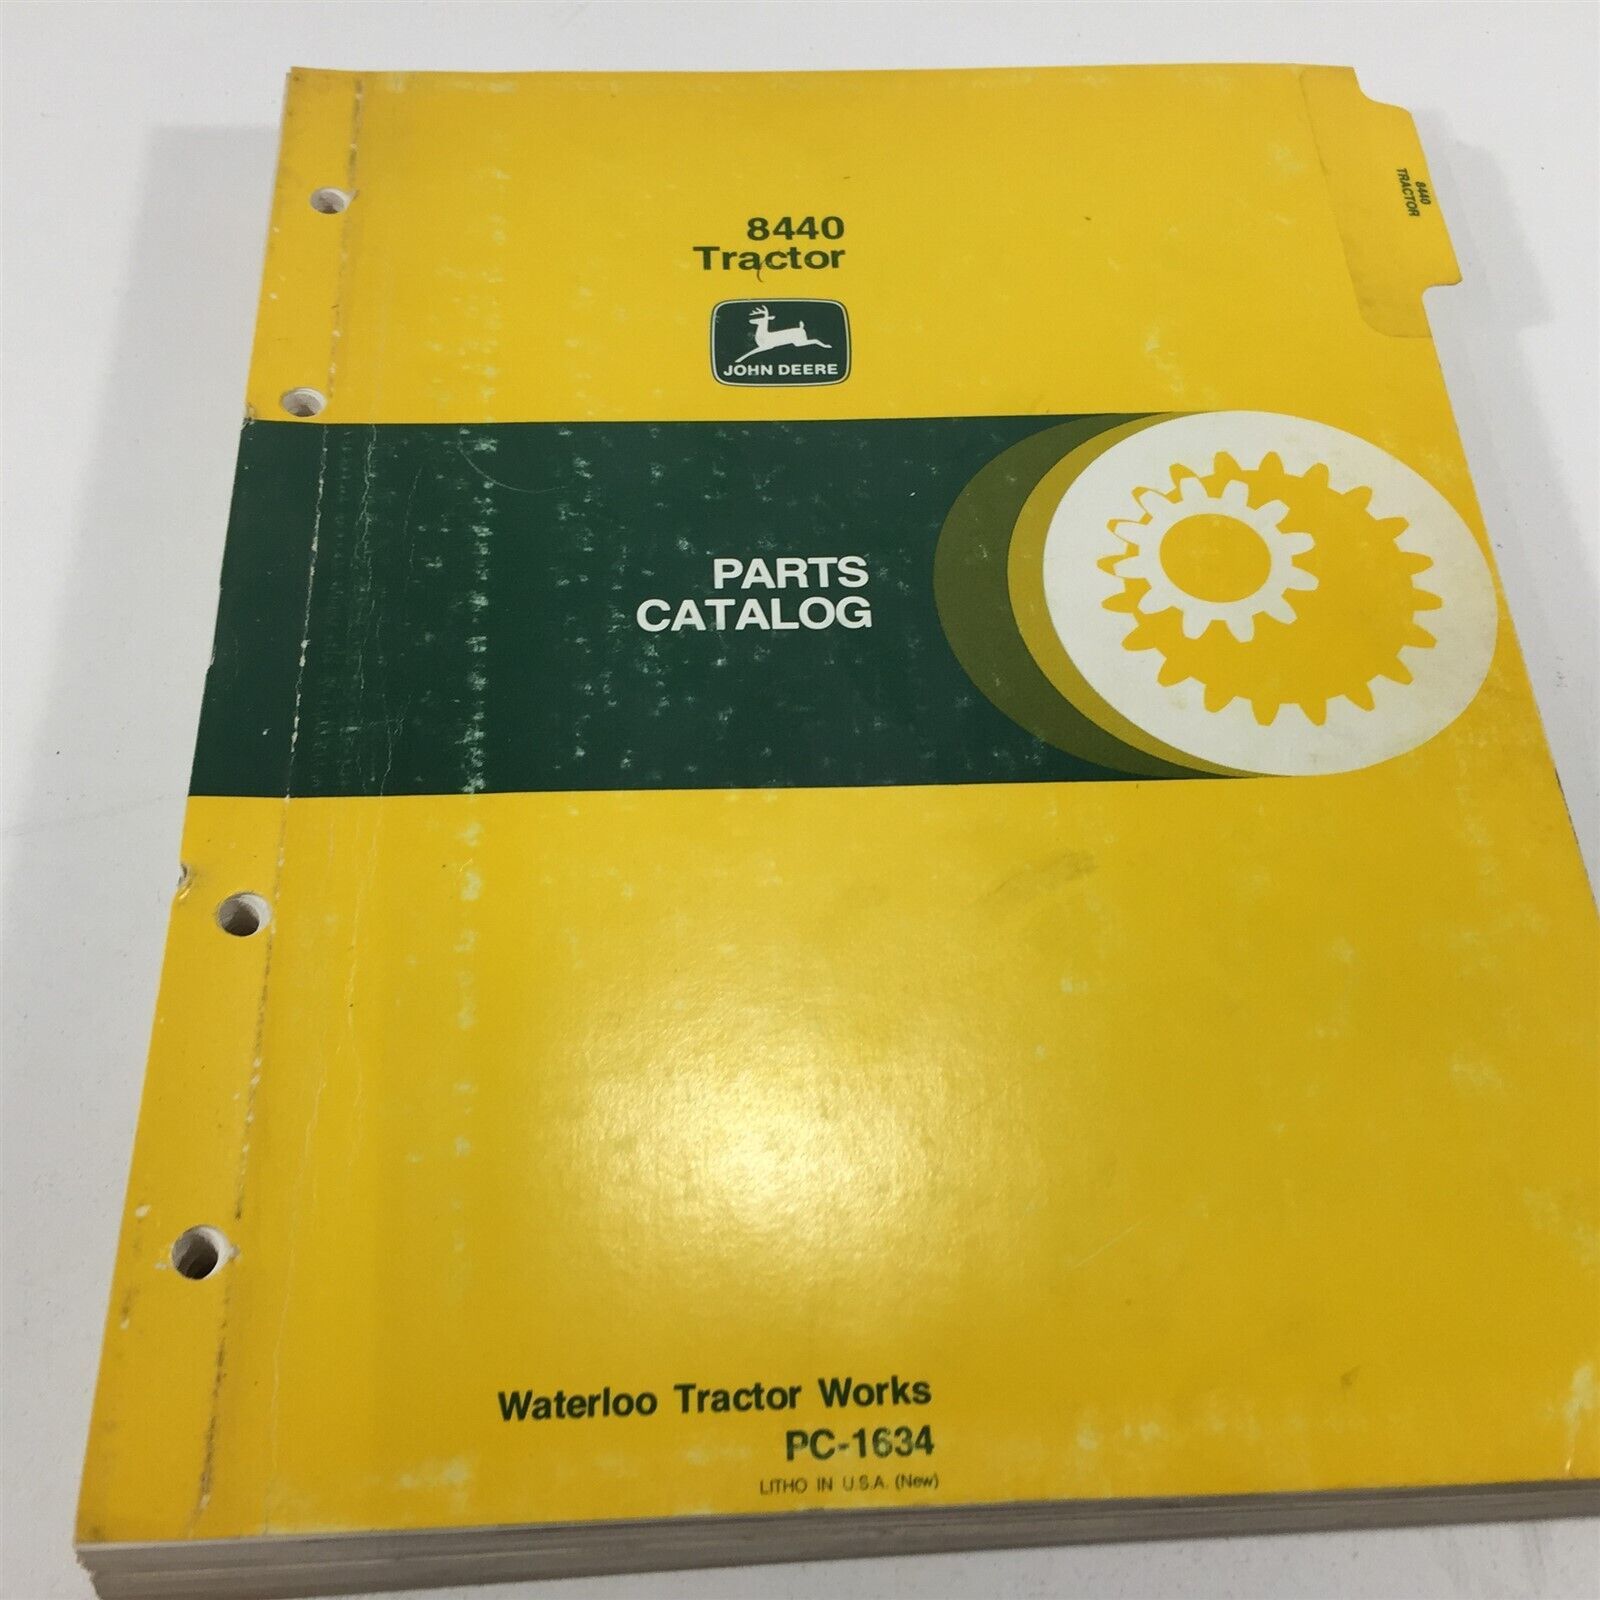 8440
Tractor
JOHN DEERE
8440
TRACTOR
PARTS
CATALOG
Waterloo Tractor Works
PC-1634
LITHO IN U.S.A. (New)